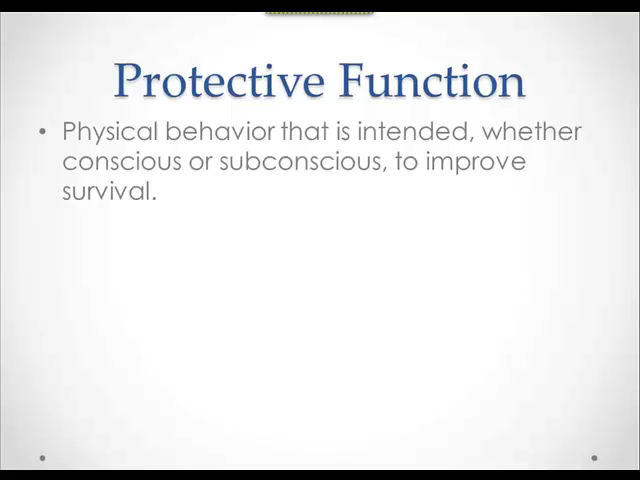 Protective Function
• Physical behavior that is intended, whether
conscious or subconscious, to improve
survival.